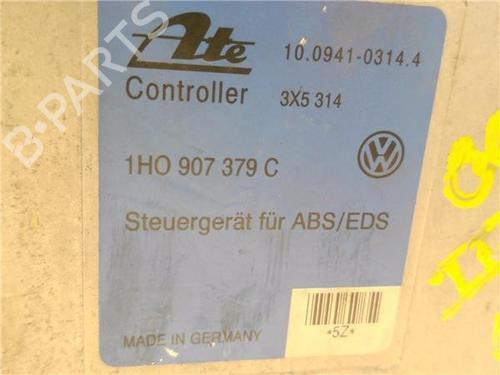 Ate
10.0941-0314.4
Controller
3X5 314
1HO 907 379 C
Steuergerät für ABS/EDS
MADE IN GERMANY
*5Z*
B-PARTS